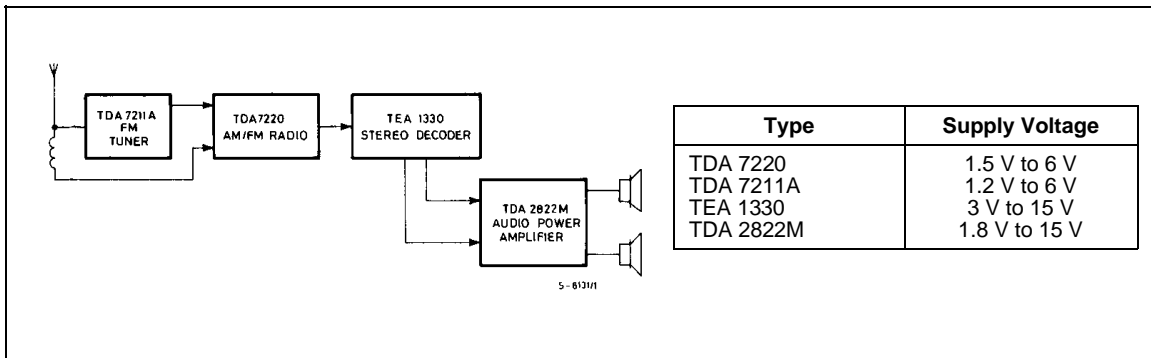 TDA 7211A
FM
TUNER
TDA7220
AM/FM RADIO
TEA 1330
STEREO DECODER
TDA 2822M
AUDIO POWER
AMPLIFIER
S-6131/1
Type Supply Voltage
TDA 7220 1.5 V to 6 V
TDA 7211A 1.2 V to 6 V
TEA 1330 3 V to 15 V
TDA 2822M 1.8 V to 15 V